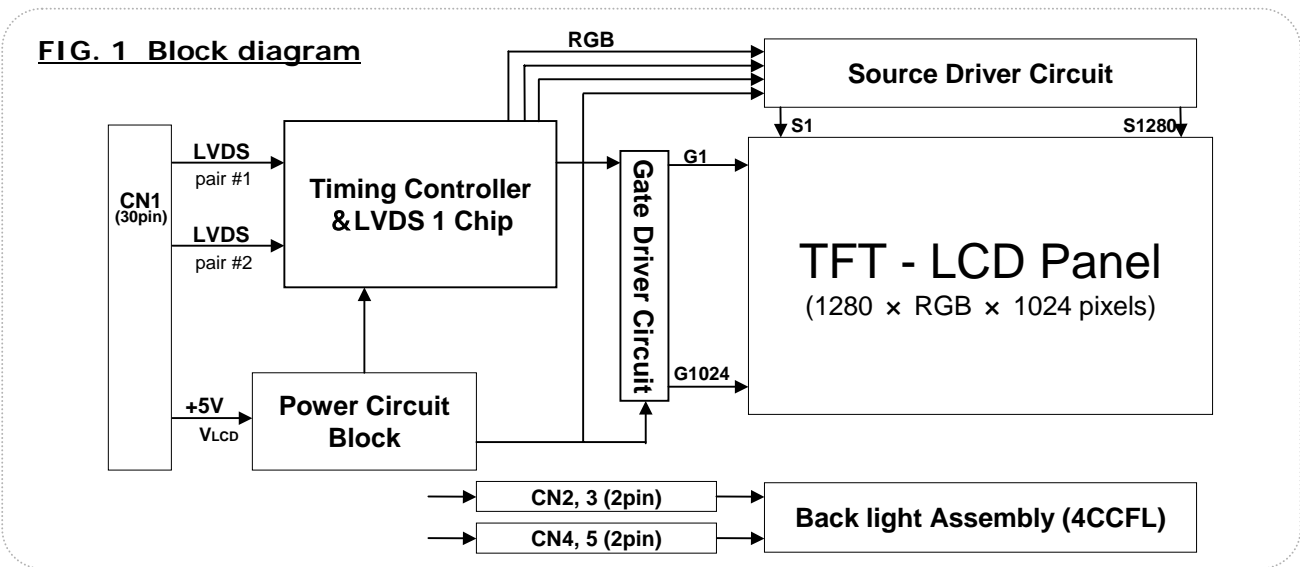 FIG. 1 Block diagram
RGB
Source Driver Circuit
S1
S1280
CN1
(30pin)
LVDS
pair #1
LVDS
pair #2
+5V
VLCD
Timing Controller
&LVDS 1 Chip
Power Circuit
Block
Gate Driver Circuit
G1
G1024
TFT - LCD Panel
(1280 × RGB × 1024 pixels)
CN2, 3 (2pin)
CN4, 5 (2pin)
Back light Assembly (4CCFL)